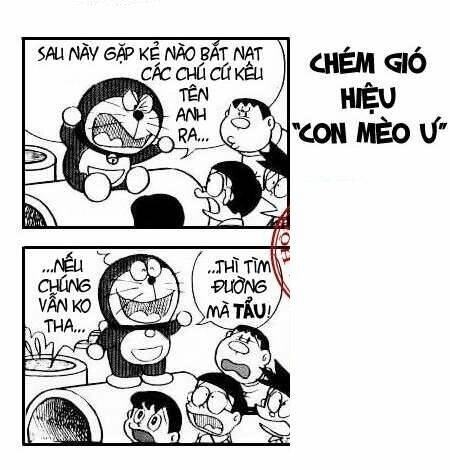 SAU NÀY GẶP KẺ NÀO BẮT NẠT
CÁC CHÚ CỨ KÊU
TÊN
ANH
RA...
CHÉM GIÓ
HIỆU
"CON MÈO Ú"
...NẾU
CHÚNG
VẪN KO
THA...
...THÌ TÌM
ĐƯỜNG
MÀ TẨU!